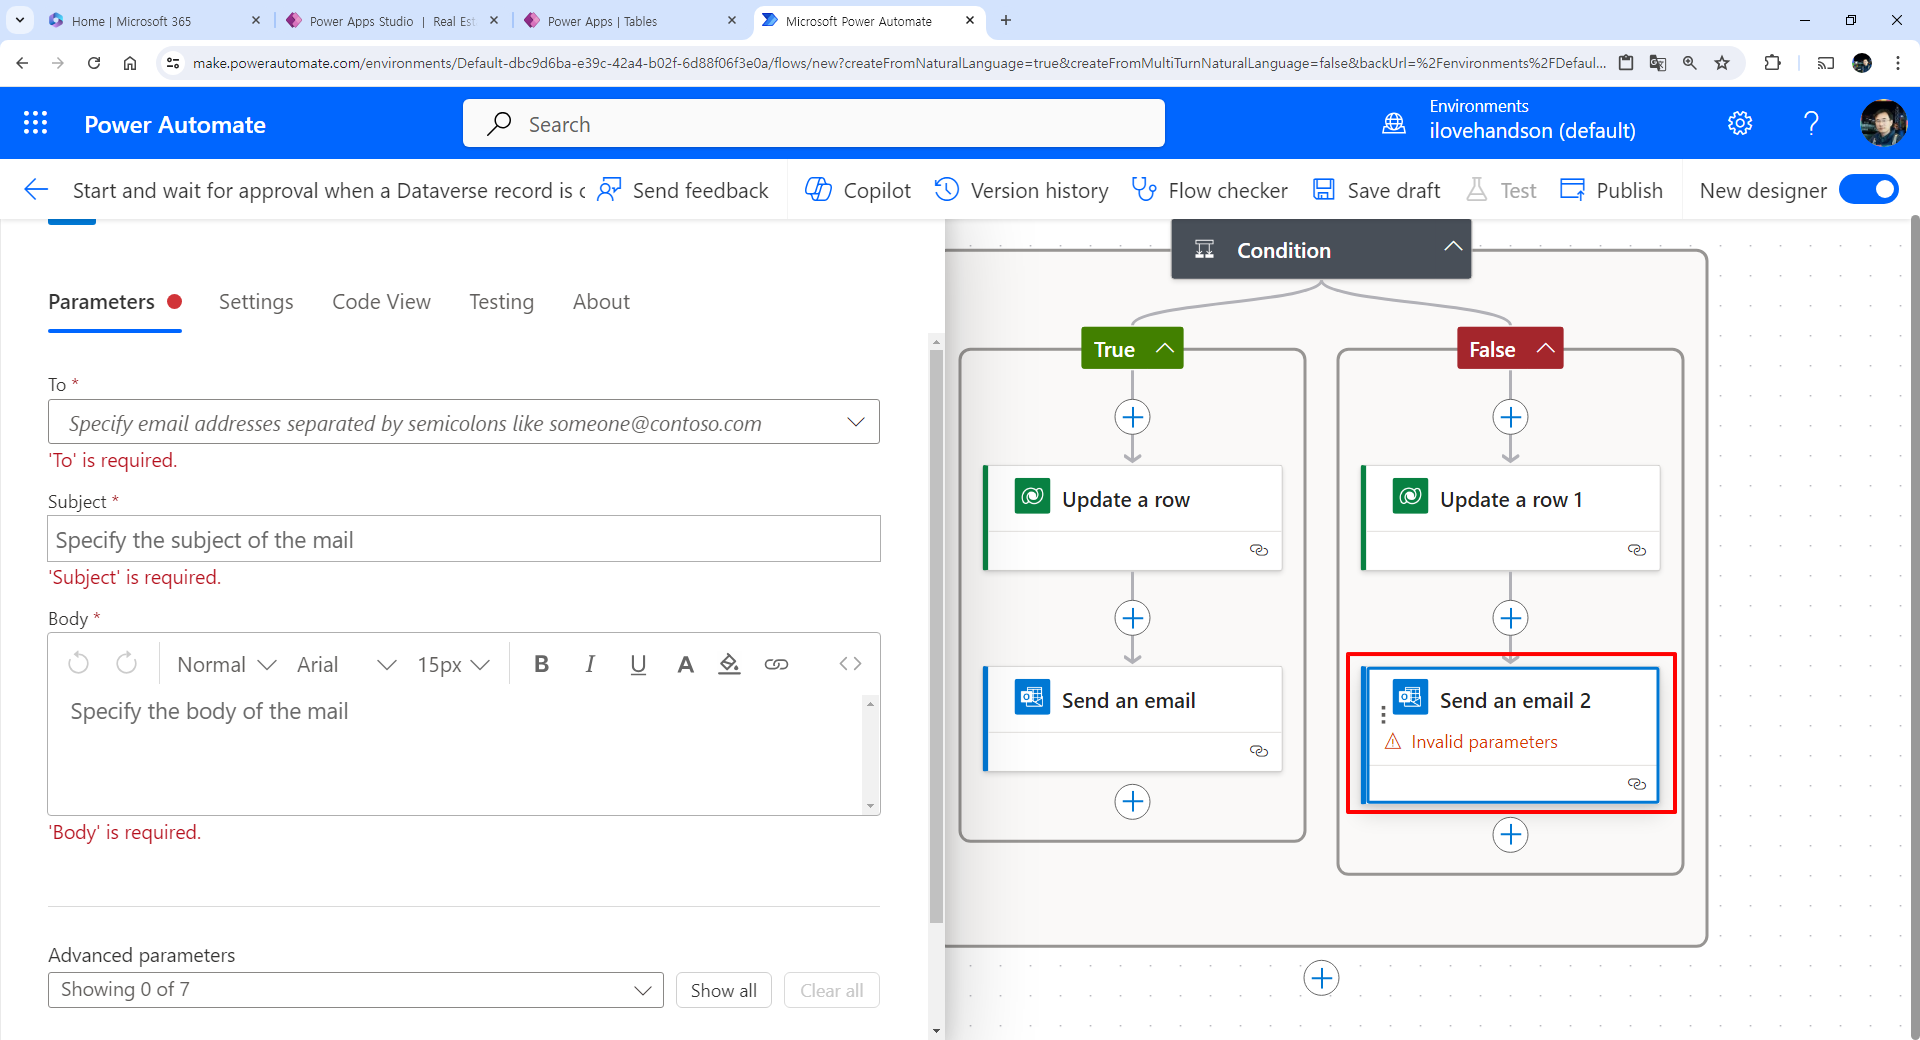 Home | Microsoft 365
Power Apps Studio | Real Est
Power Apps | Tables
Microsoft Power Automate
make.powerautomate.com/environments/Default-dbc9d6ba-e39c-42a4-b02f-6d88f06f3e0a/flows/new?createFromNaturalLanguage=true&createFromMultiTurnNaturalLanguage=false&backUrl=%2Fenvironments%2FDefaul...
Power Automate
Search
Environments
ilovehandson (default)
Start and wait for approval when a Dataverse record is c
Send feedback
Copilot
Version history
Flow checker
Save draft
Test
Publish
New designer
Parameters
Settings
Code View
Testing
About
To *
Specify email addresses separated by semicolons like someone@contoso.com
'To' is required.
Subject *
Specify the subject of the mail
'Subject' is required.
Body *
Normal
Arial
15px
B
I
U
A
Specify the body of the mail
'Body' is required.
Advanced parameters
Showing 0 of 7
Show all
Clear all
Condition
True
False
Update a row
Update a row 1
Send an email
Send an email 2
Invalid parameters